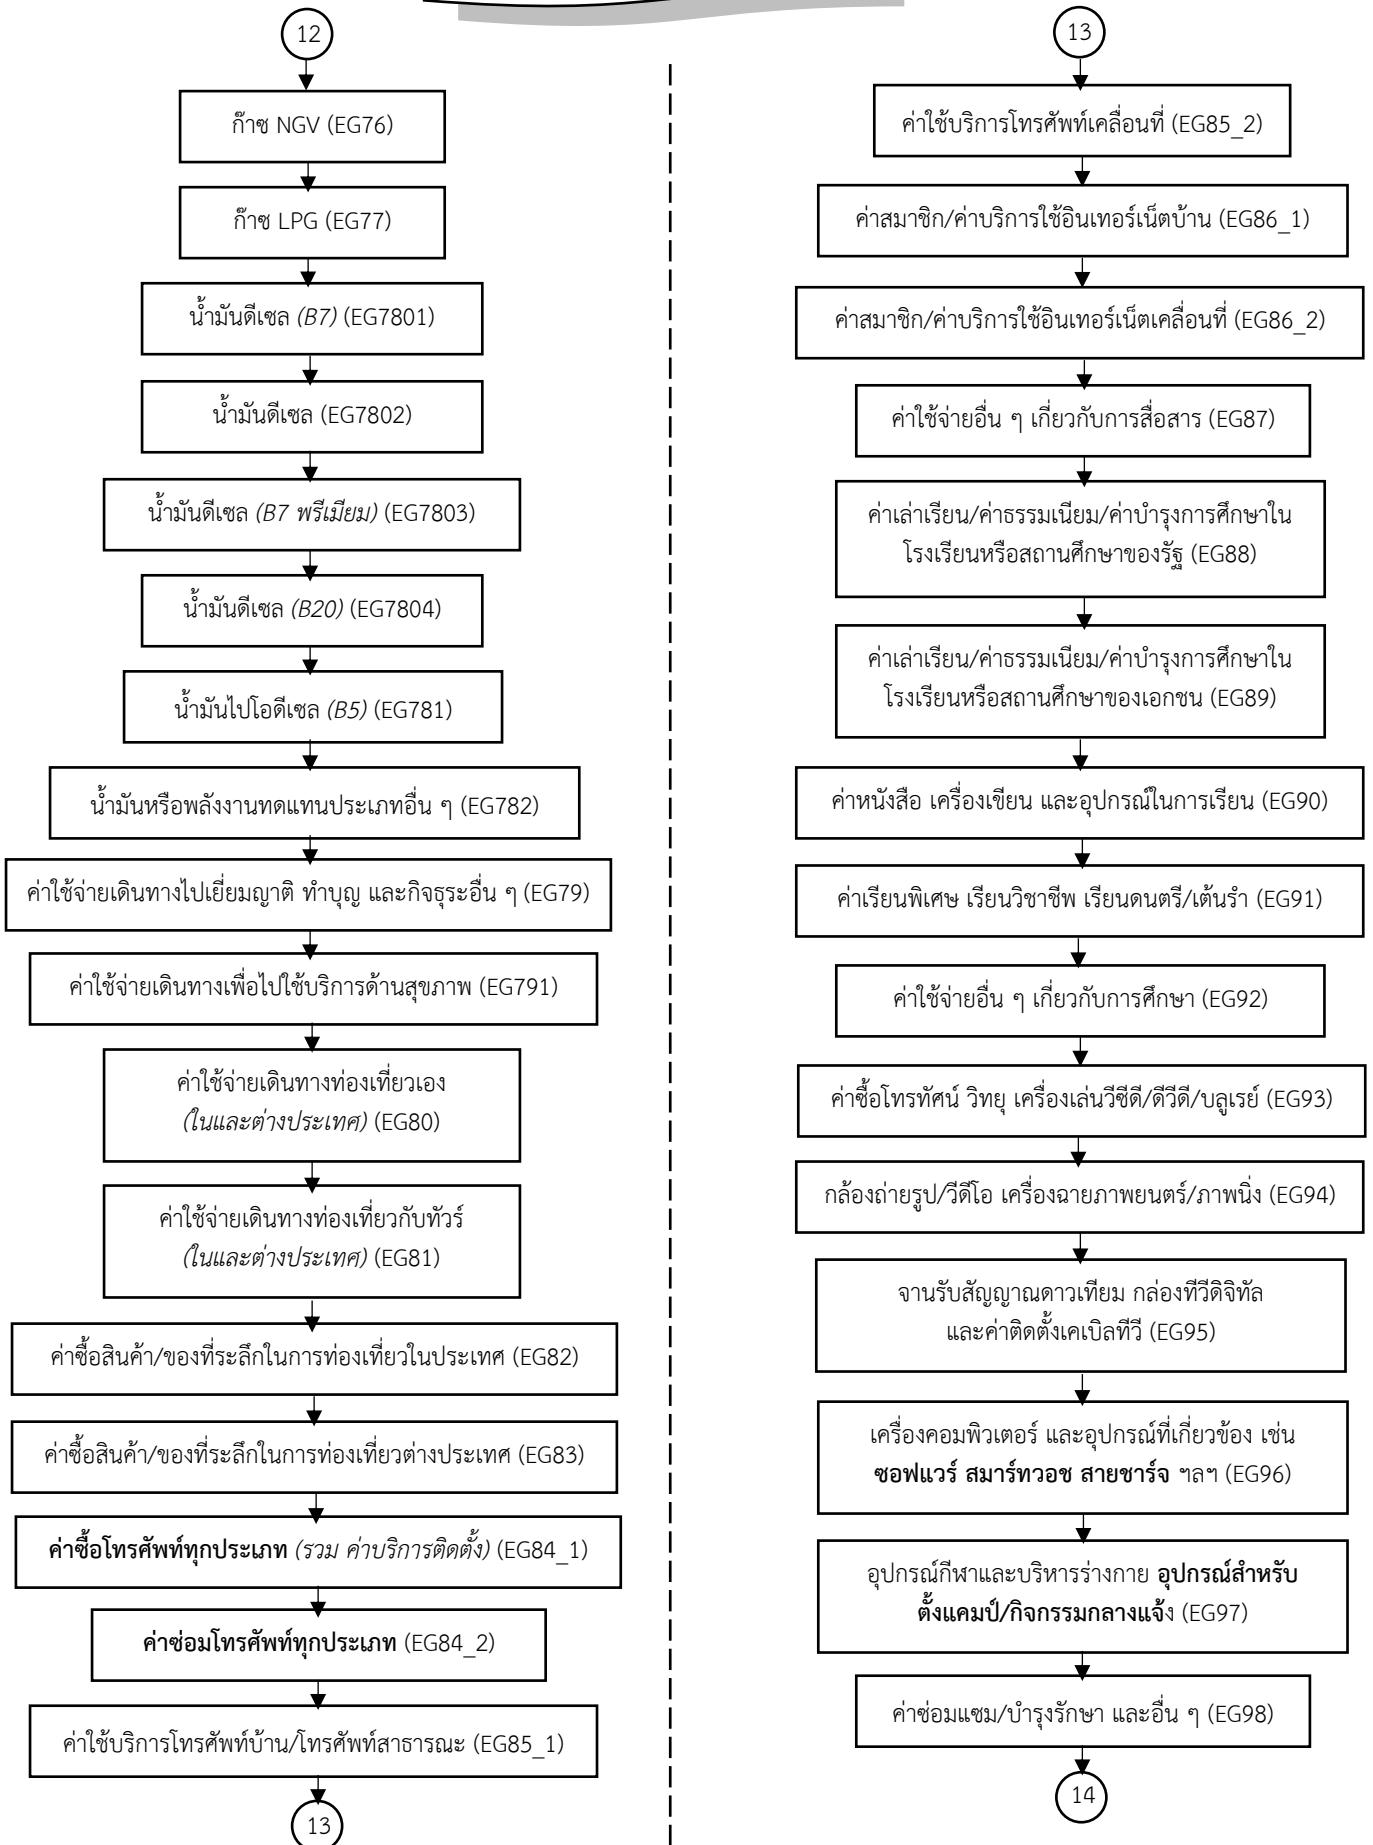 12
ก๊าซ NGV (EG76)
ก๊าซ LPG (EG77)
น้ำมันดีเซล (B7) (EG7801)
น้ำมันดีเซล (EG7802)
น้ำมันดีเซล (B7 พรีเมียม) (EG7803)
น้ำมันดีเซล (B20) (EG7804)
น้ำมันไปโอดีเซล (B5) (EG781)
น้ำมันหรือพลังงานทดแทนประเภทอื่น ๆ (EG782)
ค่าใช้จ่ายเดินทางไปเยี่ยมญาติ ทำบุญ และกิจธุระอื่น ๆ (EG79)
ค่าใช้จ่ายเดินทางเพื่อไปใช้บริการด้านสุขภาพ (EG791)
ค่าใช้จ่ายเดินทางท่องเที่ยวเอง
(ในและต่างประเทศ) (EG80)
ค่าใช้จ่ายเดินทางท่องเที่ยวกับทัวร์
(ในและต่างประเทศ) (EG81)
ค่าซื้อสินค้า/ของที่ระลึกในการท่องเที่ยวในประเทศ (EG82)
ค่าซื้อสินค้า/ของที่ระลึกในการท่องเที่ยวต่างประเทศ (EG83)
ค่าซื้อโทรศัพท์ทุกประเภท (รวม ค่าบริการติดตั้ง) (EG84_1)
ค่าซ่อมโทรศัพท์ทุกประเภท (EG84_2)
ค่าใช้บริการโทรศัพท์บ้าน/โทรศัพท์สาธารณะ (EG85_1)
13
13
ค่าใช้บริการโทรศัพท์เคลื่อนที่ (EG85_2)
ค่าสมาชิก/ค่าบริการใช้อินเทอร์เน็ตบ้าน (EG86_1)
ค่าสมาชิก/ค่าบริการใช้อินเทอร์เน็ตเคลื่อนที่ (EG86_2)
ค่าใช้จ่ายอื่น ๆ เกี่ยวกับการสื่อสาร (EG87)
ค่าเล่าเรียน/ค่าธรรมเนียม/ค่าบำรุงการศึกษาใน
โรงเรียนหรือสถานศึกษาของรัฐ (EG88)
ค่าเล่าเรียน/ค่าธรรมเนียม/ค่าบำรุงการศึกษาใน
โรงเรียนหรือสถานศึกษาของเอกชน (EG89)
ค่าหนังสือ เครื่องเขียน และอุปกรณ์ในการเรียน (EG90)
ค่าเรียนพิเศษ เรียนวิชาชีพ เรียนดนตรี/เต้นรำ (EG91)
ค่าใช้จ่ายอื่น ๆ เกี่ยวกับการศึกษา (EG92)
ค่าซื้อโทรทัศน์ วิทยุ เครื่องเล่นวีซีดี/ดีวีดี/บลูเรย์ (EG93)
กล้องถ่ายรูป/วีดีโอ เครื่องฉายภาพยนตร์/ภาพนิ่ง (EG94)
จานรับสัญญาณดาวเทียม กล่องทีวีดิจิทัล
และค่าติดตั้งเคเบิลทีวี (EG95)
เครื่องคอมพิวเตอร์ และอุปกรณ์ที่เกี่ยวข้อง เช่น
ซอฟแวร์ สมาร์ทวอช สายชาร์จ ฯลฯ (EG96)
อุปกรณ์กีฬาและบริหารร่างกาย อุปกรณ์สำหรับ
ตั้งแคมป์/กิจกรรมกลางแจ้ง (EG97)
ค่าซ่อมแซม/บำรุงรักษา และอื่น ๆ (EG98)
14